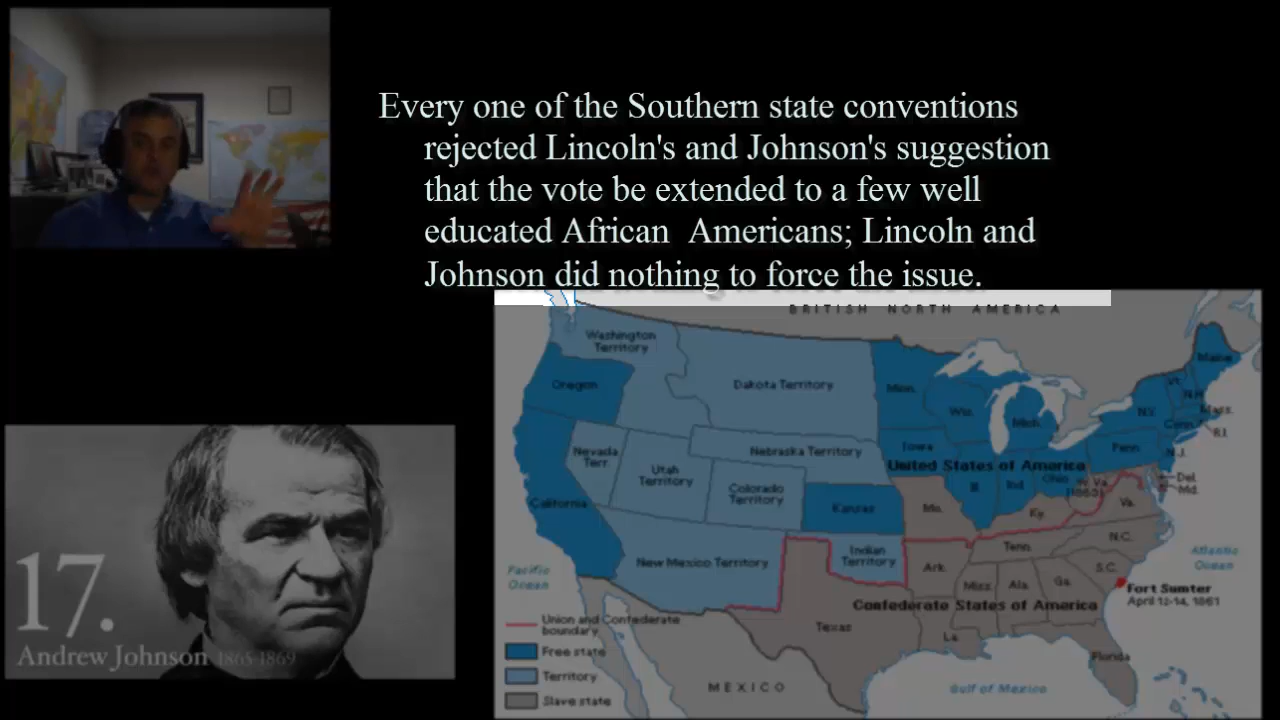 Every one of the Southern state conventions
rejected Lincoln's and Johnson's suggestion
that the vote be extended to a few well
educated African  Americans; Lincoln and
Johnson did nothing to force the issue.
BRITISH NORTH AMERICA
Washington
Territory
Oregon
Dakota Territory
Minn.
Wis.
Mich.
Maine
Vt.
N.H.
N.Y.
Mass.
Conn.
R.I.
Nevada
Terr.
Nebraska Territory
Iowa
Penn.
N.J.
United States of America
Utah
Territory
Colorado
Territory
Ill.
Ind.
Ohio
W. Va.
(1863)
Del.
Md.
California
Kansas
Mo.
Ky.
Va.
New Mexico Territory
Indian
Territory
Tenn.
N.C.
Atlantic
Ocean
Pacific
Ocean
Ark.
Miss.
Ala.
Ga.
S.C.
Fort Sumter
April 12-14, 1861
Confederate States of America
Texas
La.
Florida
Union and Confederate
boundary
Free state
Territory
Slave state
MEXICO
Gulf of Mexico
17.
Andrew Johnson 1865-1869